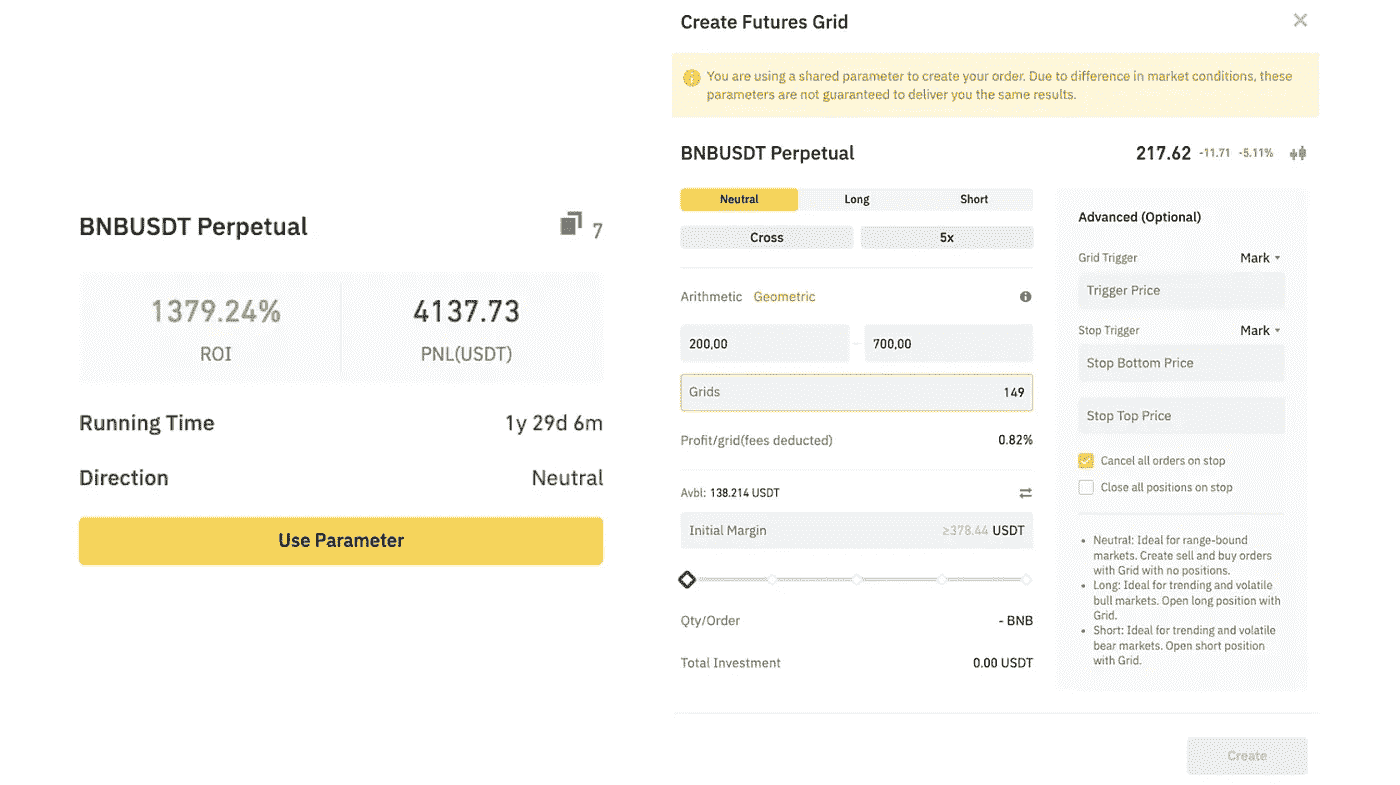 BNBUSDT Perpetual
7
1379.24%
4137.73
ROI
PNL(USDT)
Running Time
1y 29d 6m
Direction
Neutral
Use Parameter
Create Futures Grid
You are using a shared parameter to create your order. Due to difference in market conditions, these
parameters are not guaranteed to deliver you the same results.
BNBUSDT Perpetual
217.62 -11.71 -5.11%
Neutral Long Short
Cross 5x
Arithmetic Geometric
200,00 - 700,00
Grids 149
Profit/grid(fees deducted) 0.82%
Avbl: 138.214 USDT
Initial Margin ≥378.44 USDT
Qty/Order - BNB
Total Investment 0.00 USDT
Advanced (Optional)
Grid Trigger Mark
Trigger Price
Stop Trigger Mark
Stop Bottom Price
Stop Top Price
Cancel all orders on stop
Close all positions on stop
• Neutral: Ideal for range-bound
markets. Create sell and buy orders
with Grid with no positions.
• Long: Ideal for trending and volatile
bull markets. Open long position with
Grid.
• Short: Ideal for trending and volatile
bear markets. Open short position
with Grid.
Create